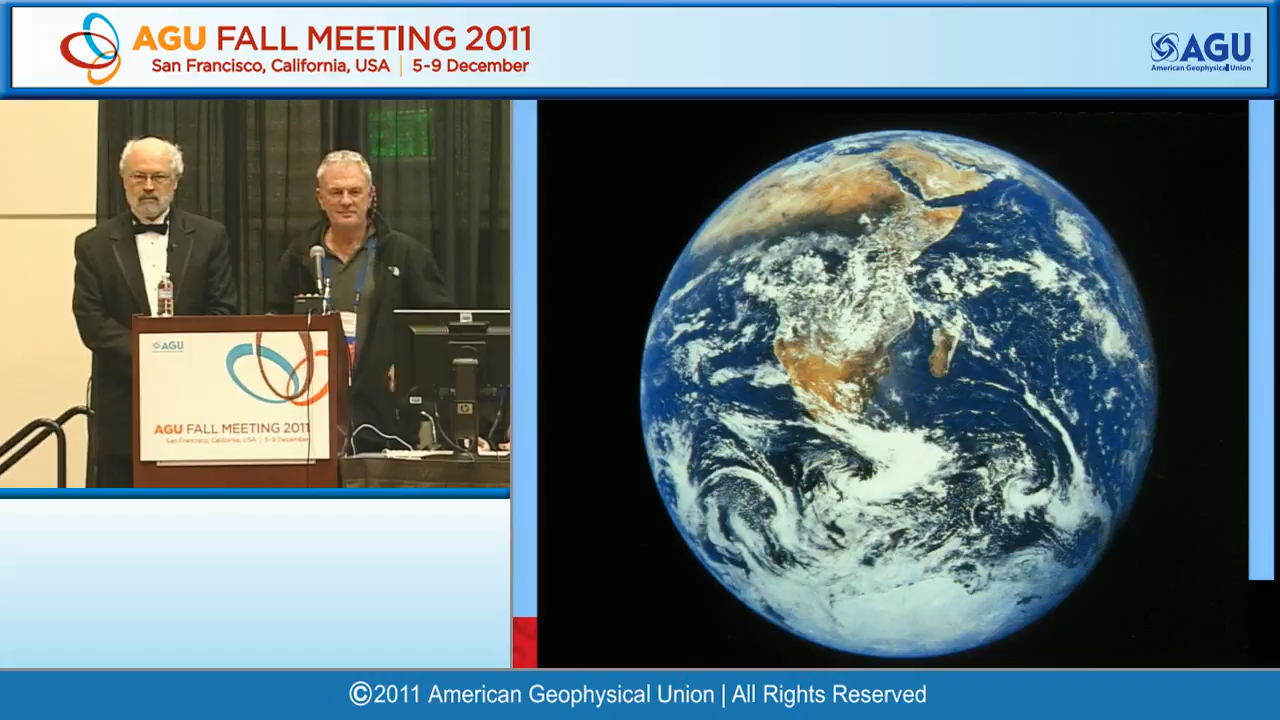 AGU FALL MEETING 2011
San Francisco, California, USA | 5-9 December
AGU
American Geophysical Union
AGU
AGU FALL MEETING 2011
San Francisco, California, USA | 5-9 December
hp
©2011 American Geophysical Union | All Rights Reserved